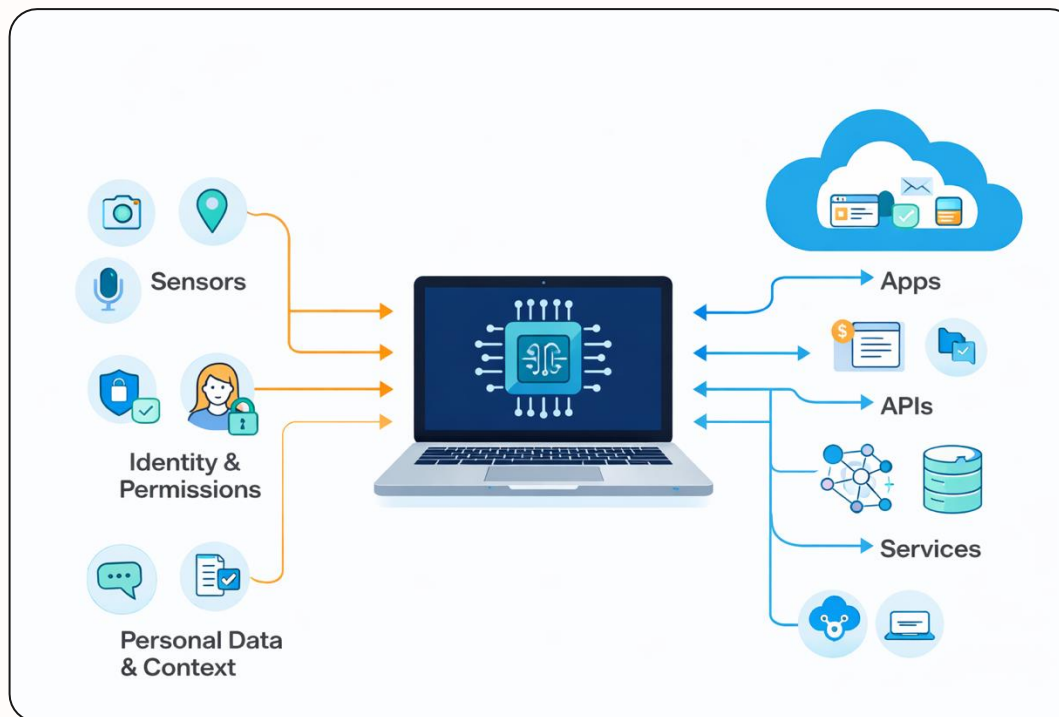 Sensors
Identity &
Permissions
Personal Data
& Context
Apps
$
APIs
Services